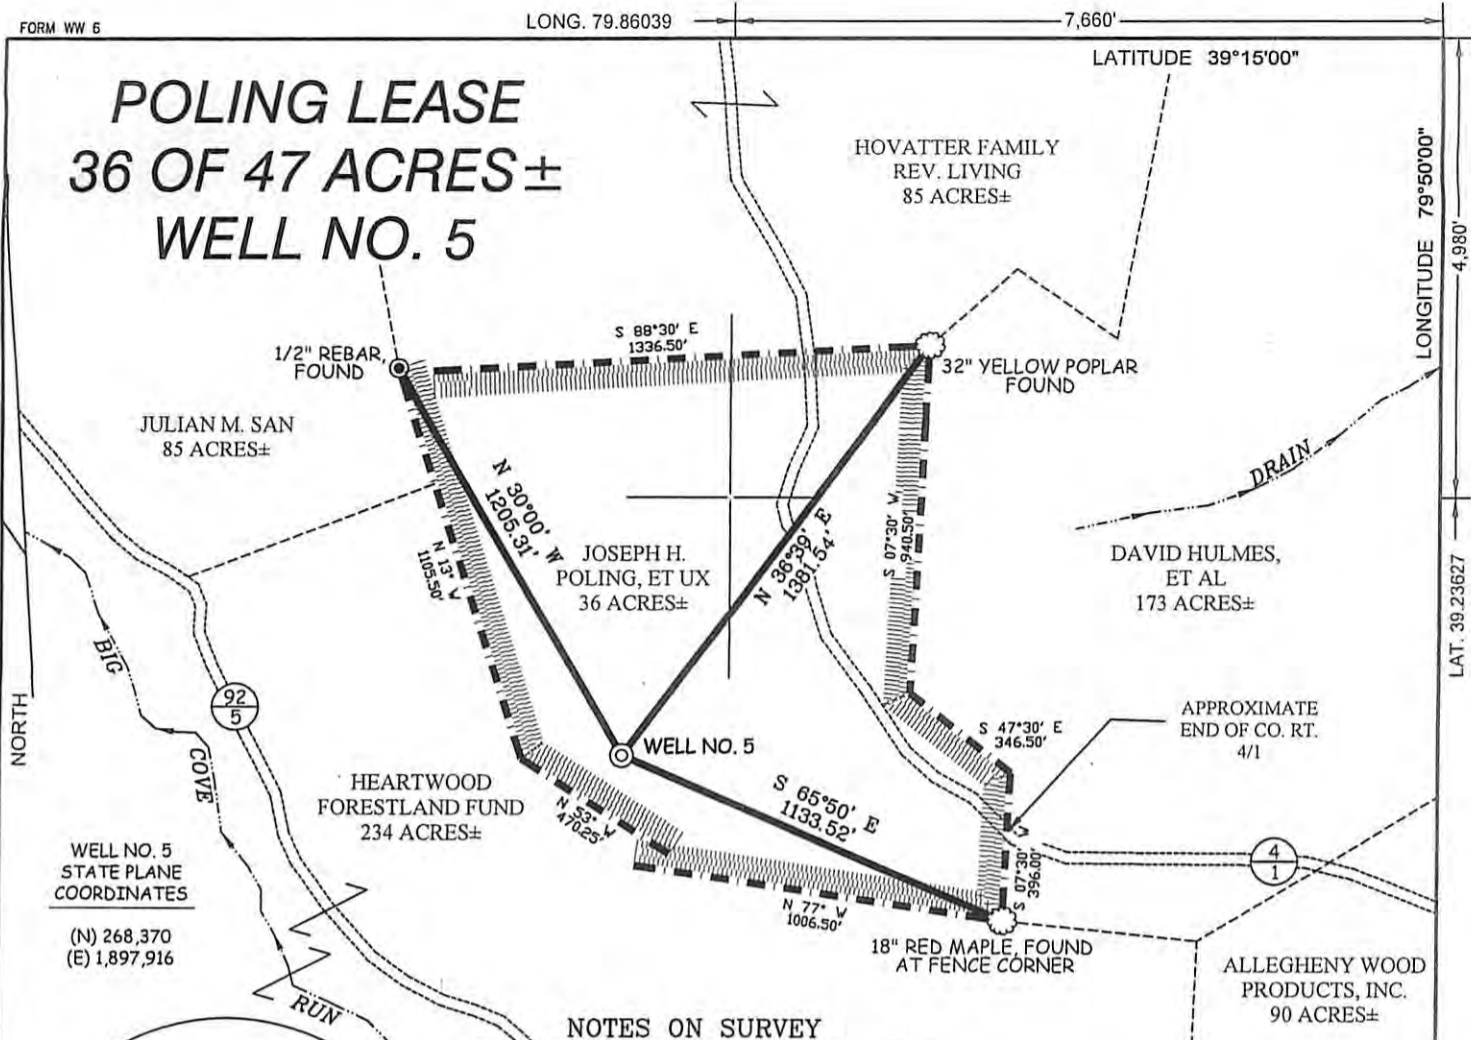 FORM WW 6
LONG. 79.86039
7,660'
LATITUDE 39°15'00"
POLING LEASE
36 OF 47 ACRES±
WELL NO. 5
HOVATTER FAMILY
REV. LIVING
85 ACRES±
LONGITUDE 79°50'00"
4,980'
S 88°30' E
1336.50'
1/2" REBAR,
FOUND
32" YELLOW POPLAR
FOUND
JULIAN M. SAN
85 ACRES±
DRAIN
N 30°00' W
1205.31'
N 36°39' E
1381.54'
S 07°30' W
940.50'
N 13° W
1105.50'
JOSEPH H.
POLING, ET UX
36 ACRES±
DAVID HULMES,
ET AL
173 ACRES±
LAT. 39.23627
BIG
92
5
NORTH
COVE
WELL NO. 5
S 47°30' E
346.50'
APPROXIMATE
END OF CO. RT.
4/1
HEARTWOOD
FORESTLAND FUND
234 ACRES±
N 53° W
470.25'
S 65°50' E
1133.52'
S 07°30' W
396.00'
4
1
WELL NO. 5
STATE PLANE
COORDINATES
(N) 268,370
(E) 1,897,916
N 77° W
1006.50'
18" RED MAPLE, FOUND
AT FENCE CORNER
ALLEGHENY WOOD
PRODUCTS, INC.
90 ACRES±
RUN
NOTES ON SURVEY